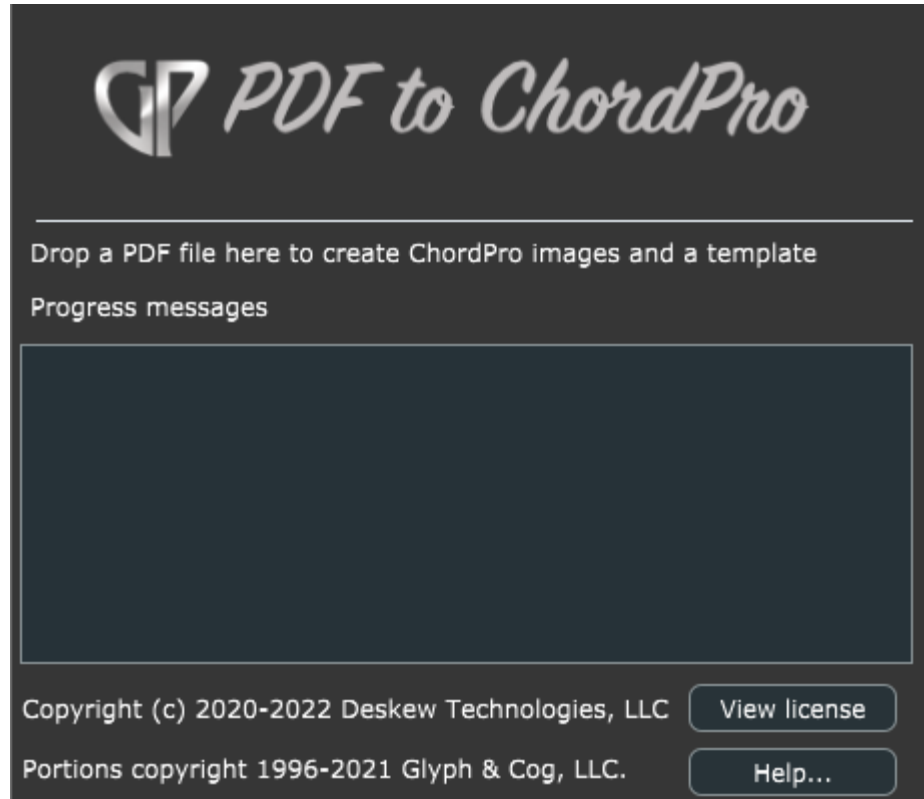 GP PDF to ChordPro
Drop a PDF file here to create ChordPro images and a template
Progress messages
Copyright (c) 2020-2022 Deskew Technologies, LLC
View license
Portions copyright 1996-2021 Glyph & Cog, LLC.
Help...